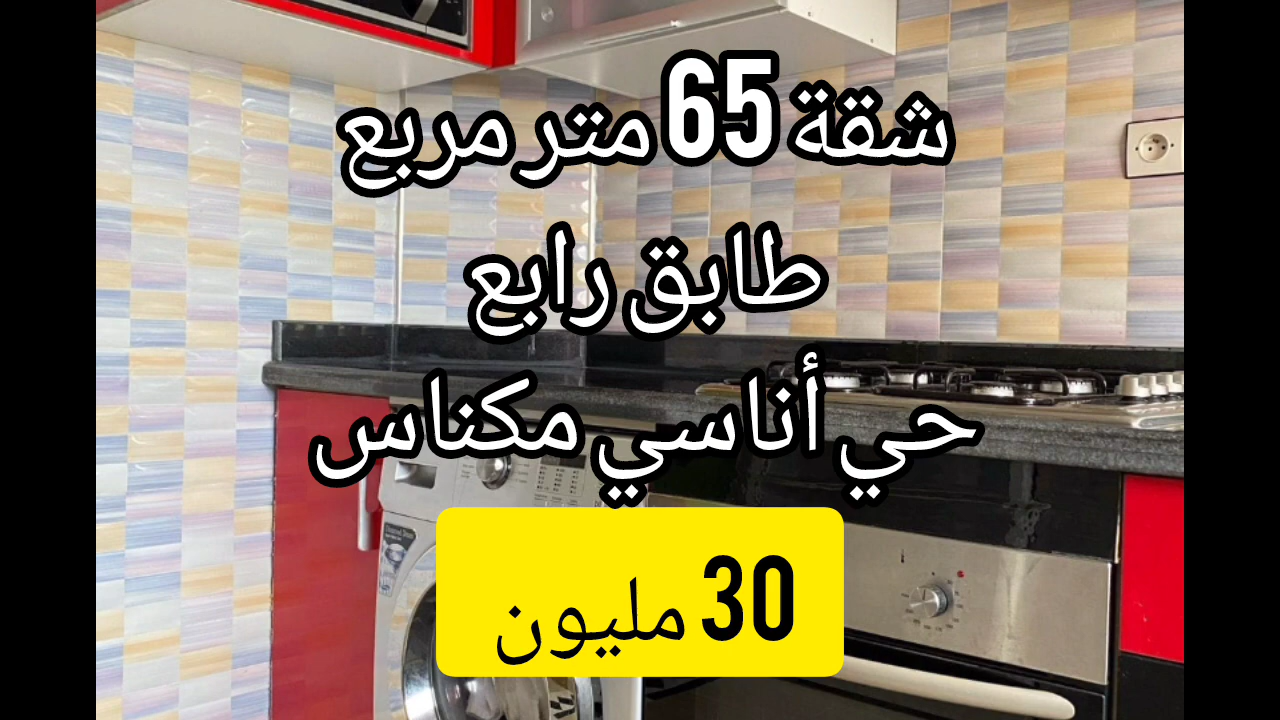 شقة 65 متر مربع
طابق رابع
حي أناسي مكناس
30 مليون